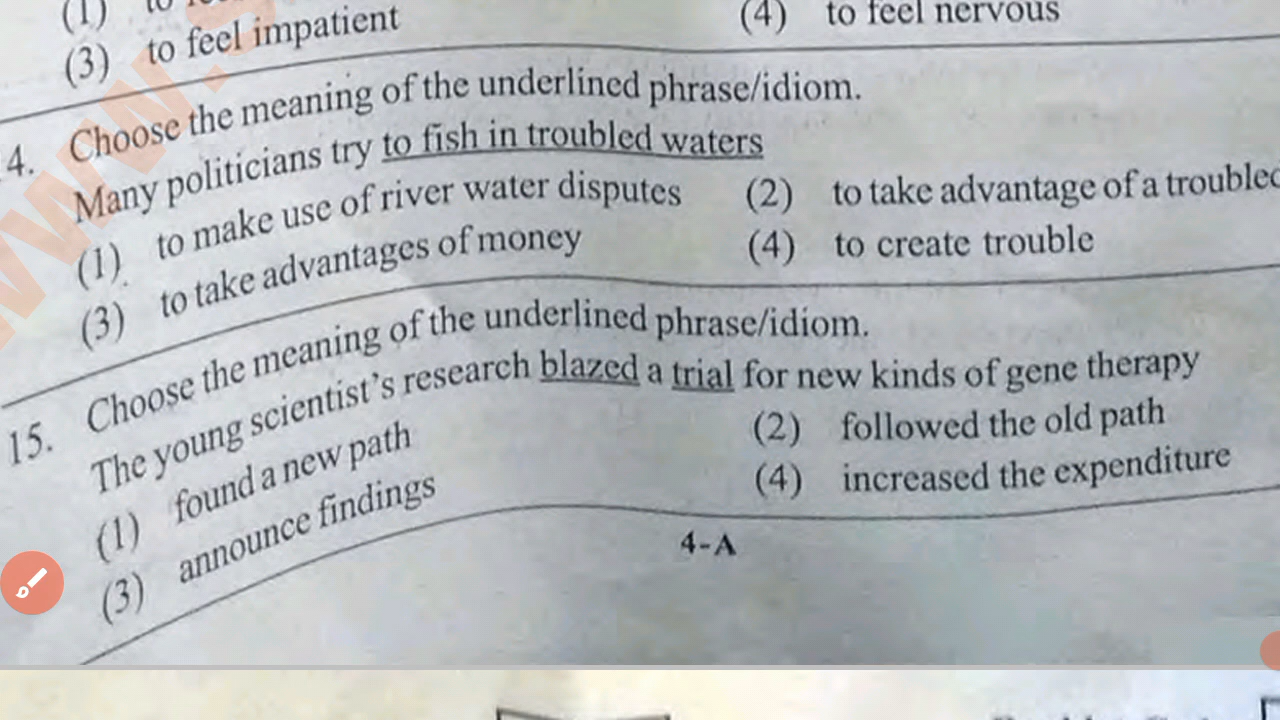 (1) to
(3) to feel impatient (4) to feel nervous
4. Choose the meaning of the underlined phrase/idiom.
Many politicians try to fish in troubled waters
(1) to make use of river water disputes (2) to take advantage of a troubled
(3) to take advantages of money (4) to create trouble
15. Choose the meaning of the underlined phrase/idiom.
The young scientist's research blazed a trial for new kinds of gene therapy
(1) found a new path (2) followed the old path
(3) announce findings (4) increased the expenditure
4-A